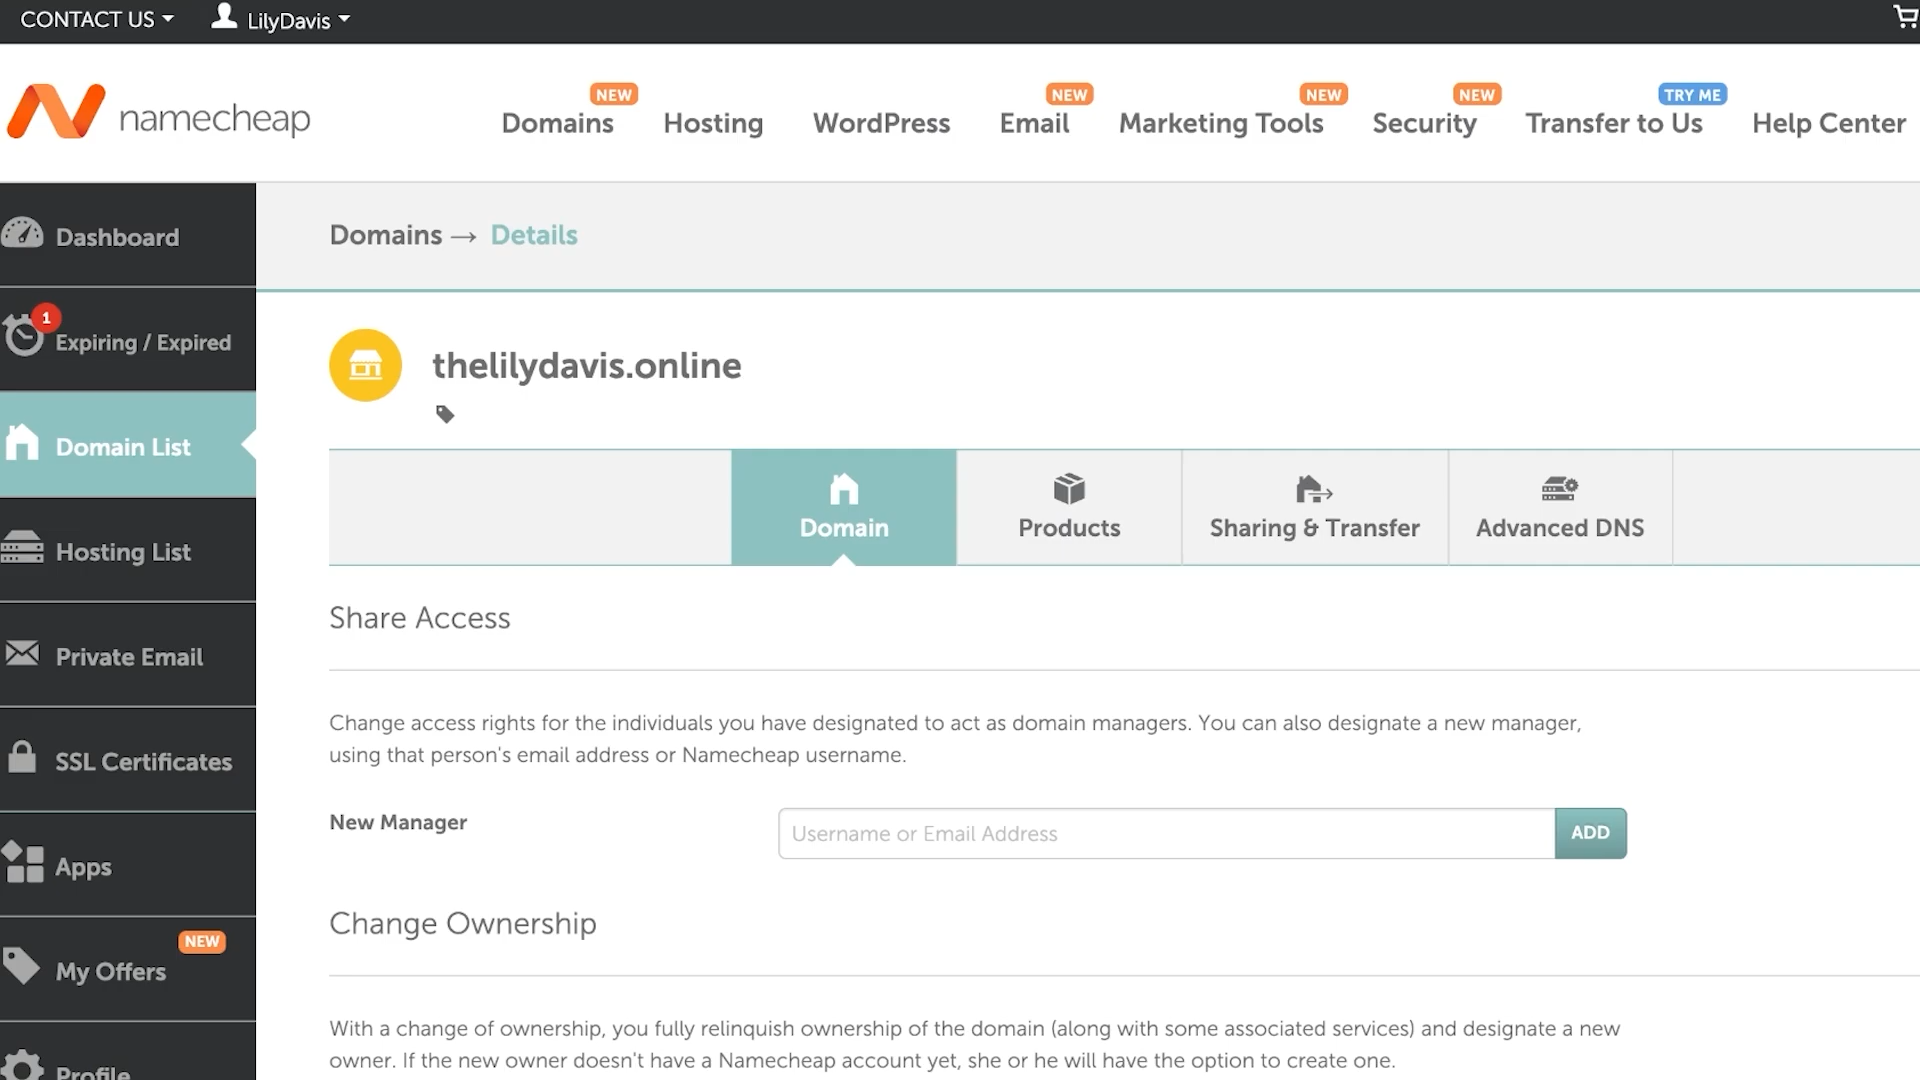 CONTACT US
LilyDavis
namecheap
Domains NEW
Hosting
WordPress
Email NEW
Marketing Tools NEW
Security NEW
Transfer to Us TRY ME
Help Center
Dashboard
1
Expiring / Expired
Domain List
Hosting List
Private Email
SSL Certificates
Apps
NEW
My Offers
Profile
Domains → Details
thelilydavis.online
Domain
Products
Sharing & Transfer
Advanced DNS
Share Access
Change access rights for the individuals you have designated to act as domain managers. You can also designate a new manager,
using that person's email address or Namecheap username.
New Manager
Username or Email Address
ADD
Change Ownership
With a change of ownership, you fully relinquish ownership of the domain (along with some associated services) and designate a new
owner. If the new owner doesn't have a Namecheap account yet, she or he will have the option to create one.